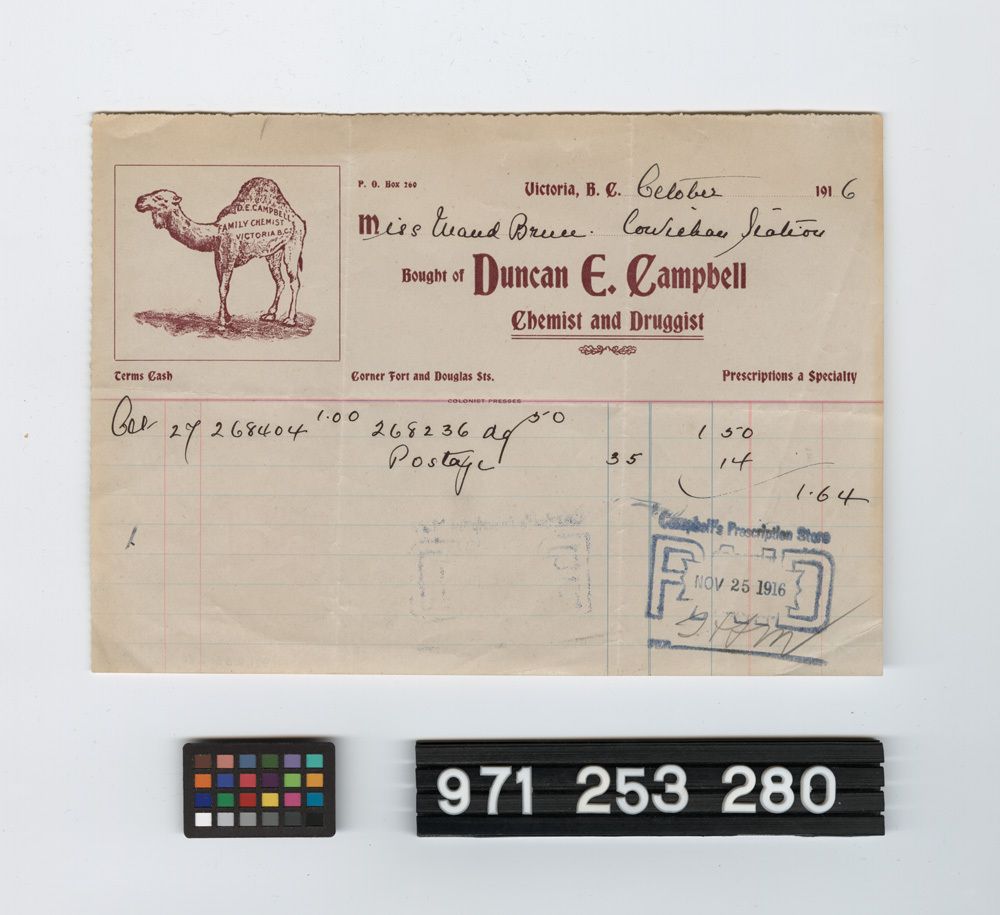 P. O. Box 260
Victoria, B. C. October 1916
D. E. CAMPBELL
FAMILY CHEMIST
VICTORIA B.C.
Miss Maud Bruce. Cowichan Station
Bought of Duncan E. Campbell
Chemist and Druggist
Terms Cash
Corner Fort and Douglas Sts.
Prescriptions a Specialty
COLONIST PRESSES
Oct 27 268404 1.00 268236 50 1 50
Postage 35 14
1.64
Campbell's Prescription Store
PAID
NOV 25 1916
971 253 280